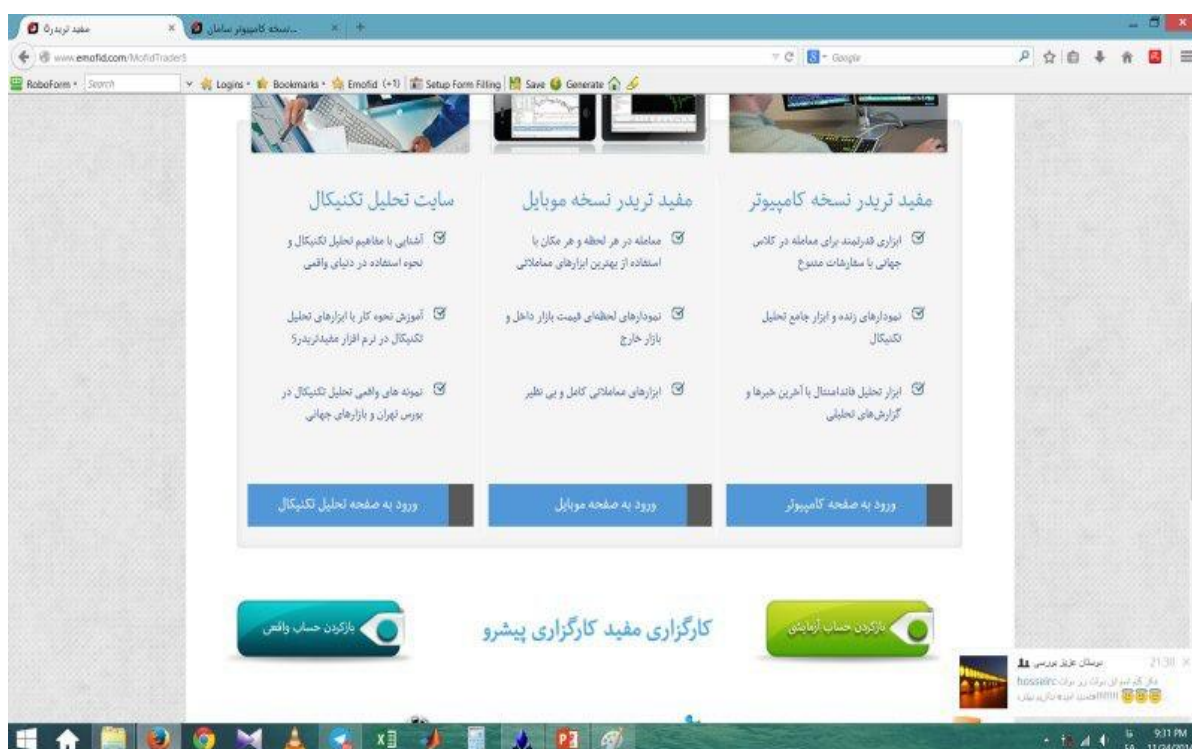 مفید تریدر۵
نسخه کامپیوتر سامان...
www.emofid.com/MofidTrader5
Google
RoboForm
Search
Logins
Bookmarks
Emofid (+1)
Setup Form Filling
Save
Generate
مفید تریدر نسخه کامپیوتر
ابزاری قدرتمند برای معامله در کلاس
جهانی با سفارشات متنوع
نمودارهای زنده و ابزار جامع تحلیل
تکنیکال
ابزار تحلیل فاندامنتال با آخرین خبرها و
گزارش‌های تحلیلی
ورود به صفحه کامپیوتر
مفید تریدر نسخه موبایل
معامله در هر لحظه و هر مکان با
استفاده از بهترین ابزارهای معاملاتی
نمودارهای لحظه‌ای قیمت بازار داخل و
بازار خارج
ابزارهای معاملاتی کامل و بی نظیر
ورود به صفحه موبایل
سایت تحلیل تکنیکال
آشنایی با مفاهیم تحلیل تکنیکال و
نحوه استفاده در دنیای واقعی
آموزش نحوه کار با ابزارهای تحلیل
تکنیکال در نرم افزار مفیدتریدر5
نمونه های واقعی تحلیل تکنیکال در
بورس تهران و بازارهای جهانی
ورود به صفحه تحلیل تکنیکال
بازکردن حساب آزمایشی
کارگزاری مفید کارگزاری پیشرو
بازکردن حساب واقعی
دوستان عزیز بورسی
21:30
9:31 PM